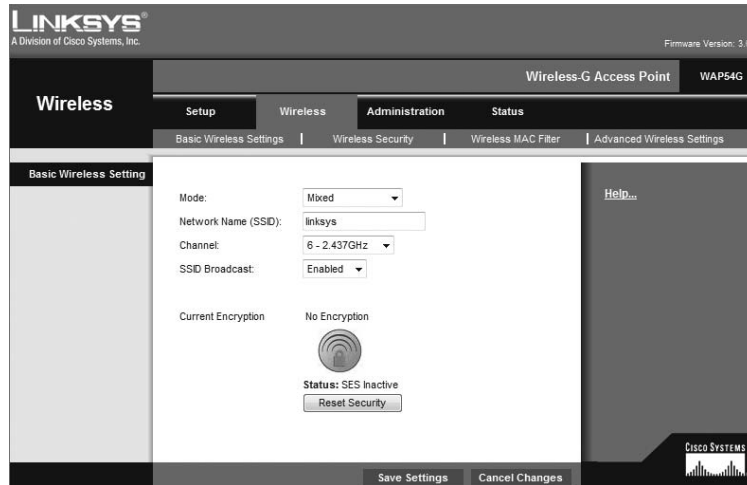 LINKSYS®
A Division of Cisco Systems, Inc.
Firmware Version: 3.
Wireless-G Access Point WAP54G
Wireless
Setup Wireless Administration Status
Basic Wireless Settings | Wireless Security | Wireless MAC Filter | Advanced Wireless Settings
Basic Wireless Setting
Help...
Mode: Mixed
Network Name (SSID): linksys
Channel: 6 - 2.437GHz
SSID Broadcast: Enabled
Current Encryption No Encryption
Status: SES Inactive
Reset Security
CISCO SYSTEMS
Save Settings Cancel Changes